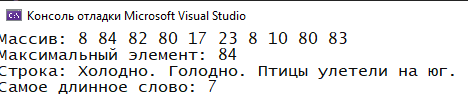 Консоль отладки Microsoft Visual Studio
Массив: 8 84 82 80 17 23 8 10 80 83
Максимальный элемент: 84
Строка: Холодно. Голодно. Птицы улетели на юг.
Самое длинное слово: 7